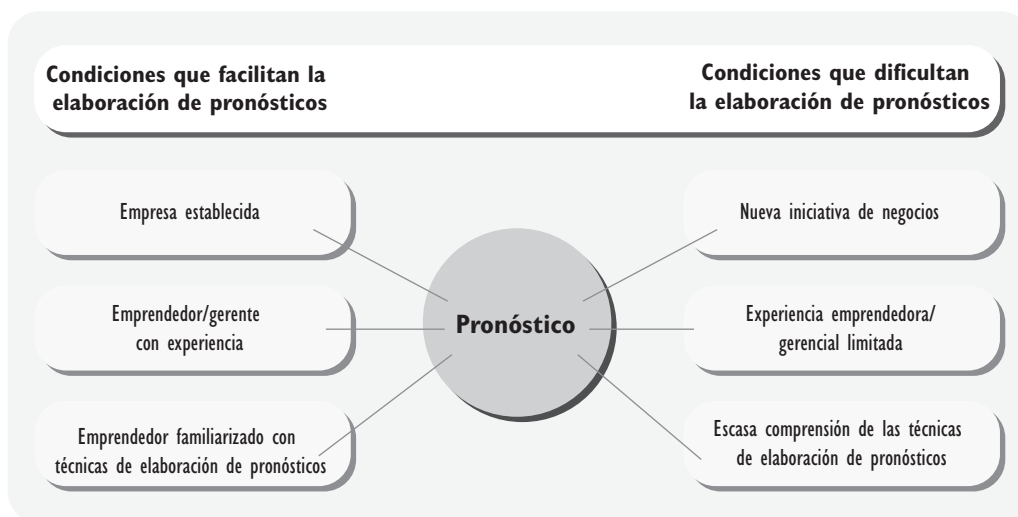 Condiciones que facilitan la
elaboración de pronósticos
Condiciones que dificultan
la elaboración de pronósticos
Empresa establecida
Nueva iniciativa de negocios
Emprendedor/gerente
con experiencia
Pronóstico
Experiencia emprendedora/
gerencial limitada
Emprendedor familiarizado con
técnicas de elaboración de pronósticos
Escasa comprensión de las técnicas
de elaboración de pronósticos